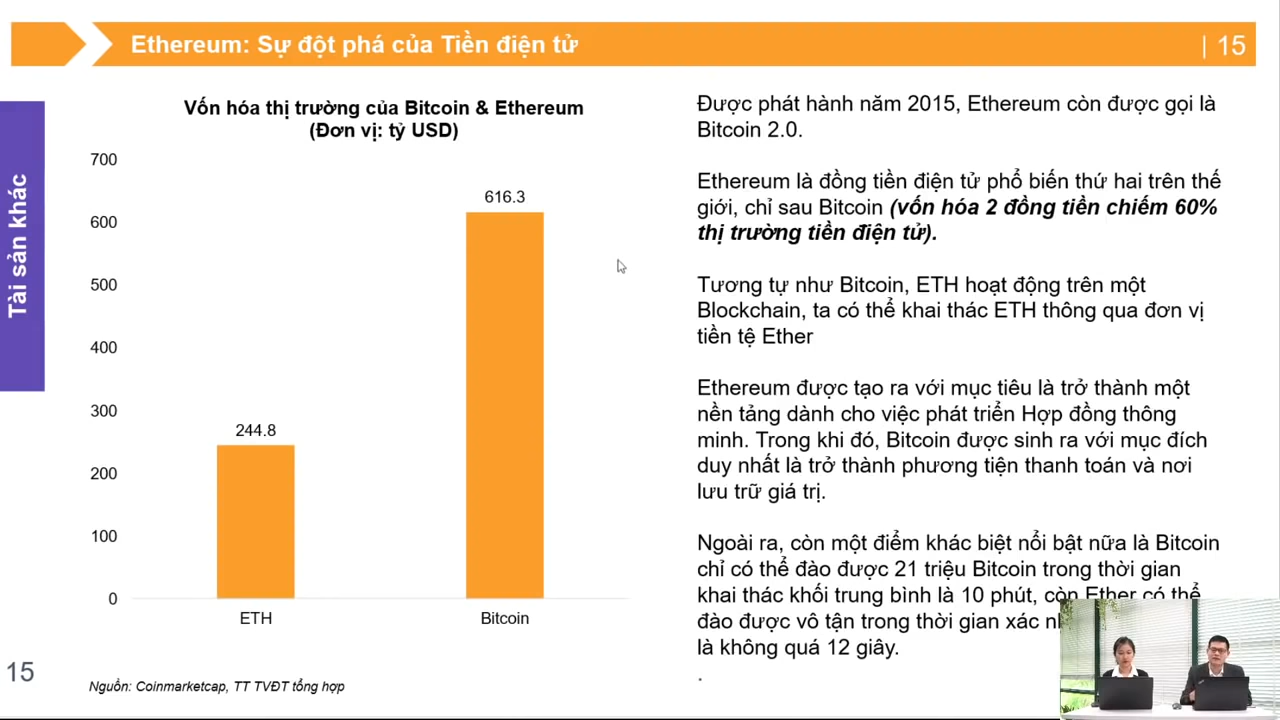 Ethereum: Sự đột phá của Tiền điện tử
| 15
Tài sản khác
Vốn hóa thị trường của Bitcoin & Ethereum
(Đơn vị: tỷ USD)
700
600
500
400
300
200
100
0
244.8
616.3
ETH
Bitcoin
Được phát hành năm 2015, Ethereum còn được gọi là
Bitcoin 2.0.
Ethereum là đồng tiền điện tử phổ biến thứ hai trên thế
giới, chỉ sau Bitcoin (vốn hóa 2 đồng tiền chiếm 60%
thị trường tiền điện tử).
Tương tự như Bitcoin, ETH hoạt động trên một
Blockchain, ta có thể khai thác ETH thông qua đơn vị
tiền tệ Ether
Ethereum được tạo ra với mục tiêu là trở thành một
nền tảng dành cho việc phát triển Hợp đồng thông
minh. Trong khi đó, Bitcoin được sinh ra với mục đích
duy nhất là trở thành phương tiện thanh toán và nơi
lưu trữ giá trị.
Ngoài ra, còn một điểm khác biệt nổi bật nữa là Bitcoin
chỉ có thể đào được 21 triệu Bitcoin trong thời gian
khai thác khối trung bình là 10 phút, còn Ether có thể
đào được vô tận trong thời gian xác
là không quá 12 giây.
.
15
Nguồn: Coinmarketcap, TT TVĐT tổng hợp